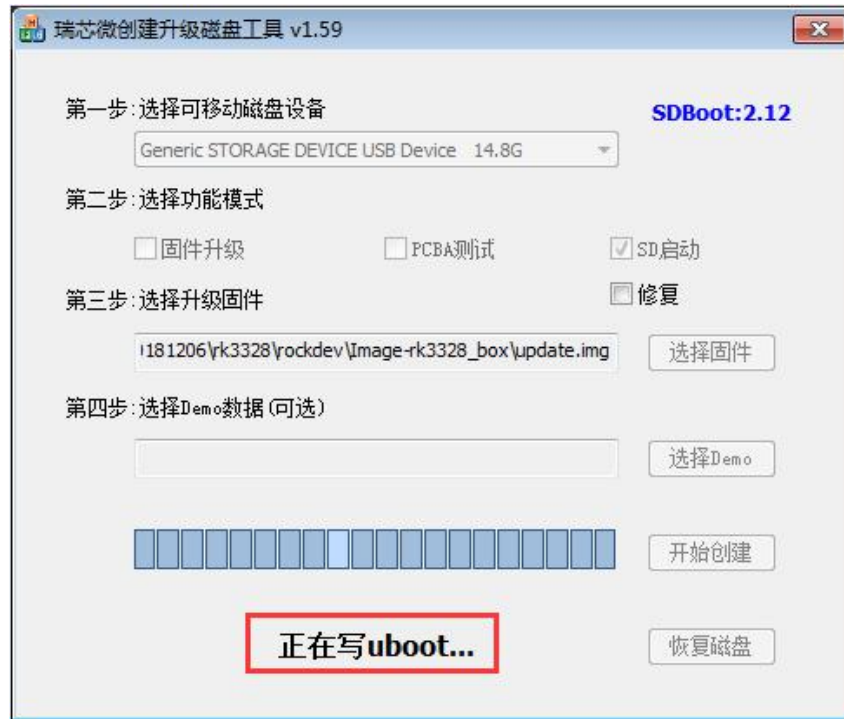 瑞芯微创建升级磁盘工具 v1.59
第一步:选择可移动磁盘设备
SDBoot:2.12
Generic STORAGE DEVICE USB Device 14.8G
第二步:选择功能模式
固件升级 PCBA测试 SD启动
第三步:选择升级固件 修复
181206\rk3328\rockdev\Image-rk3328_box\update.img 选择固件
第四步:选择Demo数据(可选)
选择Demo
开始创建
正在写uboot... 恢复磁盘